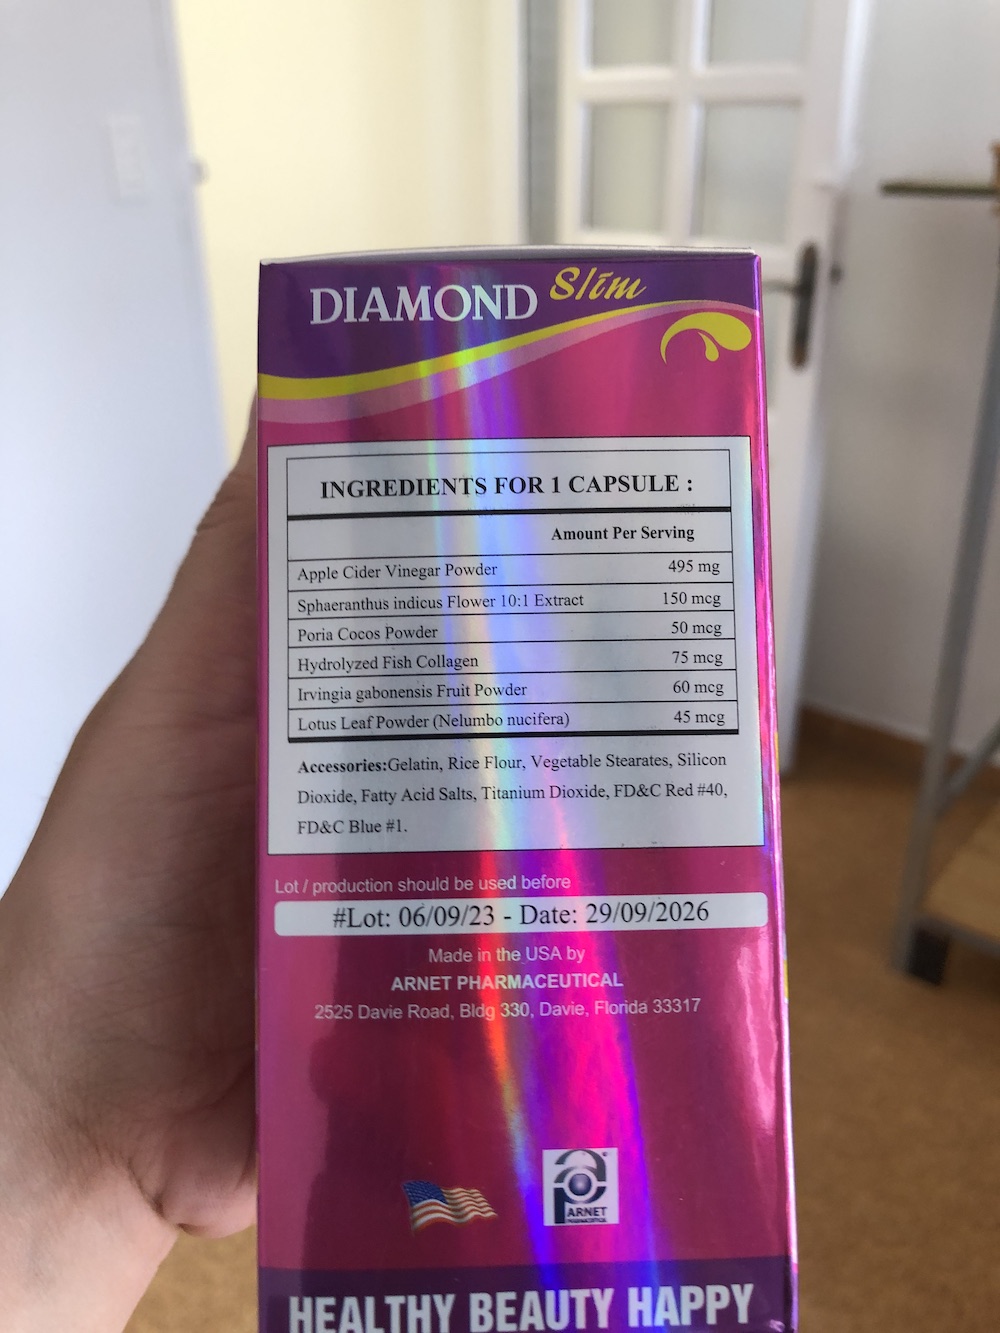 DIAMOND Slim
INGREDIENTS FOR 1 CAPSULE :
Amount Per Serving
Apple Cider Vinegar Powder 495 mg
Sphaeranthus indicus Flower 10:1 Extract 150 mcg
Poria Cocos Powder 50 mcg
Hydrolyzed Fish Collagen 75 mcg
Irvingia gabonensis Fruit Powder 60 mcg
Lotus Leaf Powder (Nelumbo nucifera) 45 mcg
Accessories:Gelatin, Rice Flour, Vegetable Stearates, Silicon
Dioxide, Fatty Acid Salts, Titanium Dioxide, FD&C Red #40,
FD&C Blue #1.
Lot / production should be used before
#Lot: 06/09/23 - Date: 29/09/2026
Made in the USA by
ARNET PHARMACEUTICAL
2525 Davie Road, Bldg 330, Davie, Florida 33317
ARNET
PHARMACEUTICAL
HEALTHY BEAUTY HAPPY